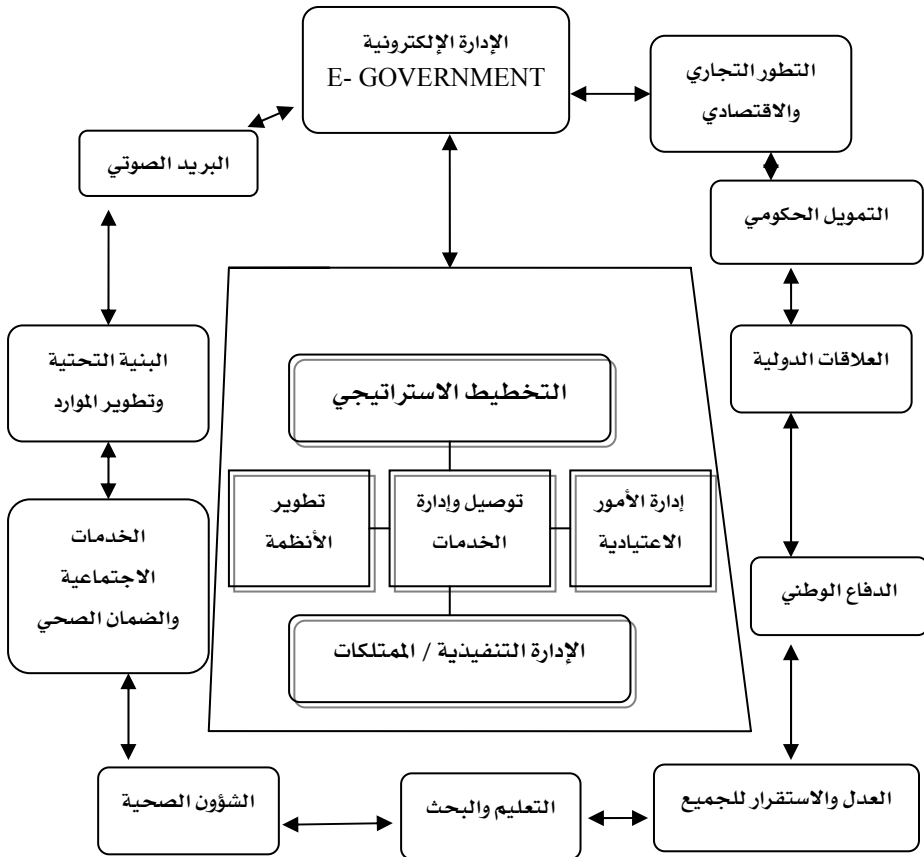 الإدارة الإلكترونية
E- GOVERNMENT
التطور التجاري
والاقتصادي
البريد الصوتي
التمويل الحكومي
البنية التحتية
وتطوير الموارد
العلاقات الدولية
التخطيط الاستراتيجي
إدارة الأمور
الاعتيادية
توصيل وإدارة
الخدمات
تطوير
الأنظمة
الخدمات
الاجتماعية
والضمان الصحي
الدفاع الوطني
الإدارة التنفيذية / الممتلكات
العدل والاستقرار للجميع
التعليم والبحث
الشؤون الصحية